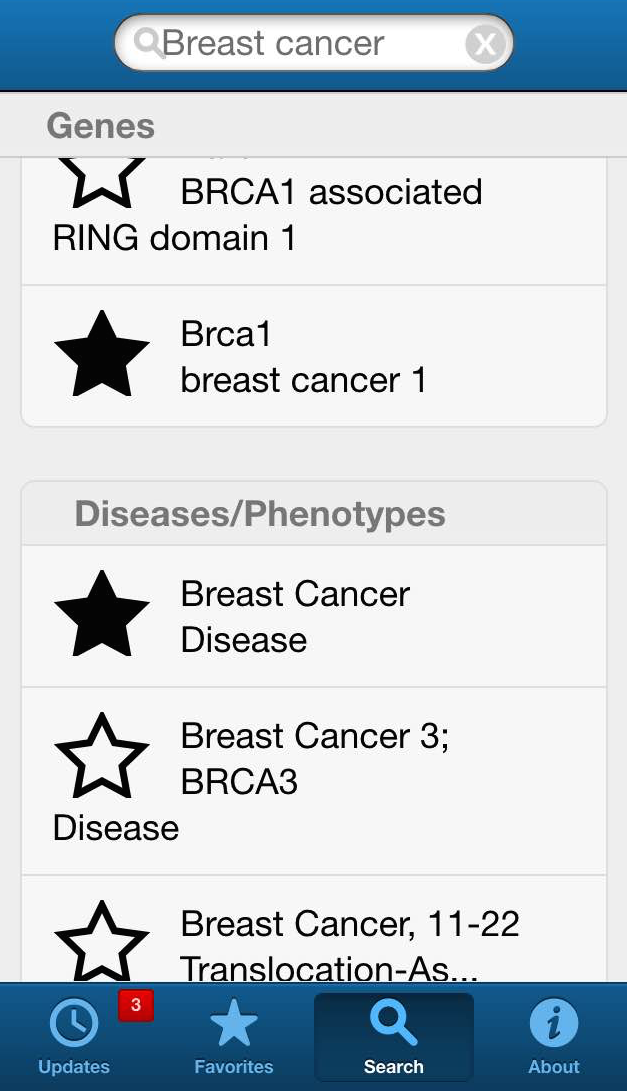 Breast cancer
Genes
BRCA1 associated
RING domain 1
Brca1
breast cancer 1
Diseases/Phenotypes
Breast Cancer
Disease
Breast Cancer 3;
BRCA3
Disease
Breast Cancer, 11-22
Translocation-As...
3
Updates
Favorites
Search
About